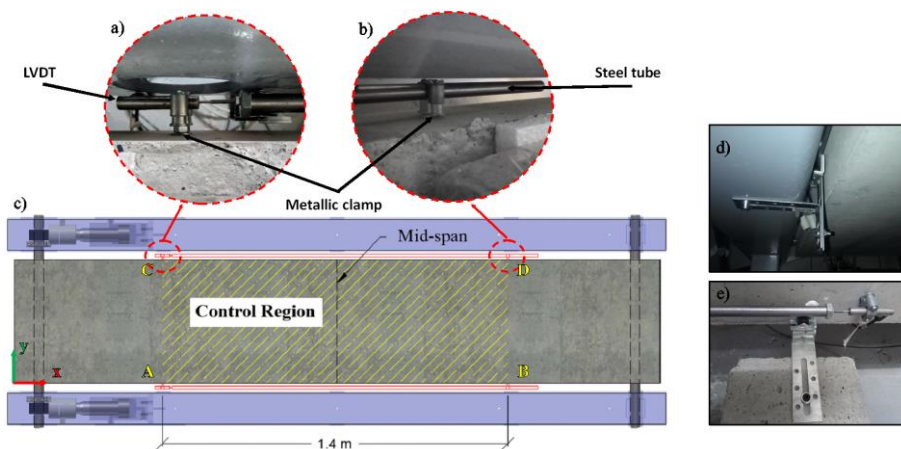 a)
b)
LVDT
Steel tube
Metallic clamp
c)
Mid-span
C
D
Control Region
y
x
A
B
1.4 m
d)
e)